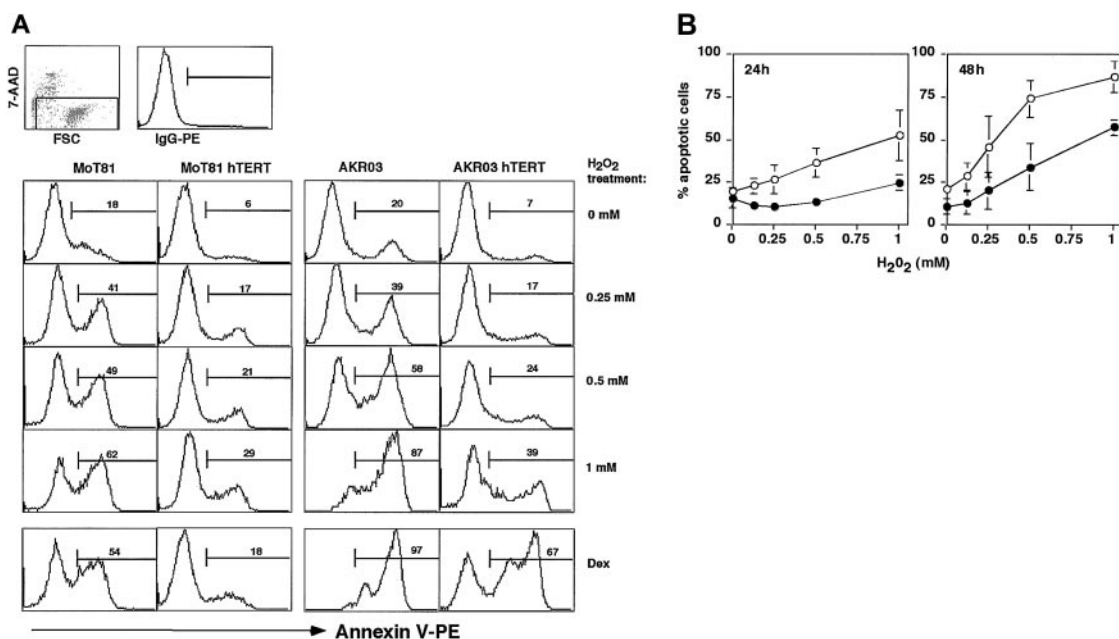 A
7-AAD
FSC
IgG-PE
MoT81
MoT81 hTERT
AKR03
AKR03 hTERT
H2O2
treatment:
18
6
20
7
0 mM
41
17
39
17
0.25 mM
49
21
58
24
0.5 mM
62
29
87
39
1 mM
54
18
97
67
Dex
Annexin V-PE
B
% apoptotic cells
100
75
50
25
0
24h
0
0.25
0.5
0.75
1
100
75
50
25
0
48h
0
0.25
0.5
0.75
1
H2O2 (mM)